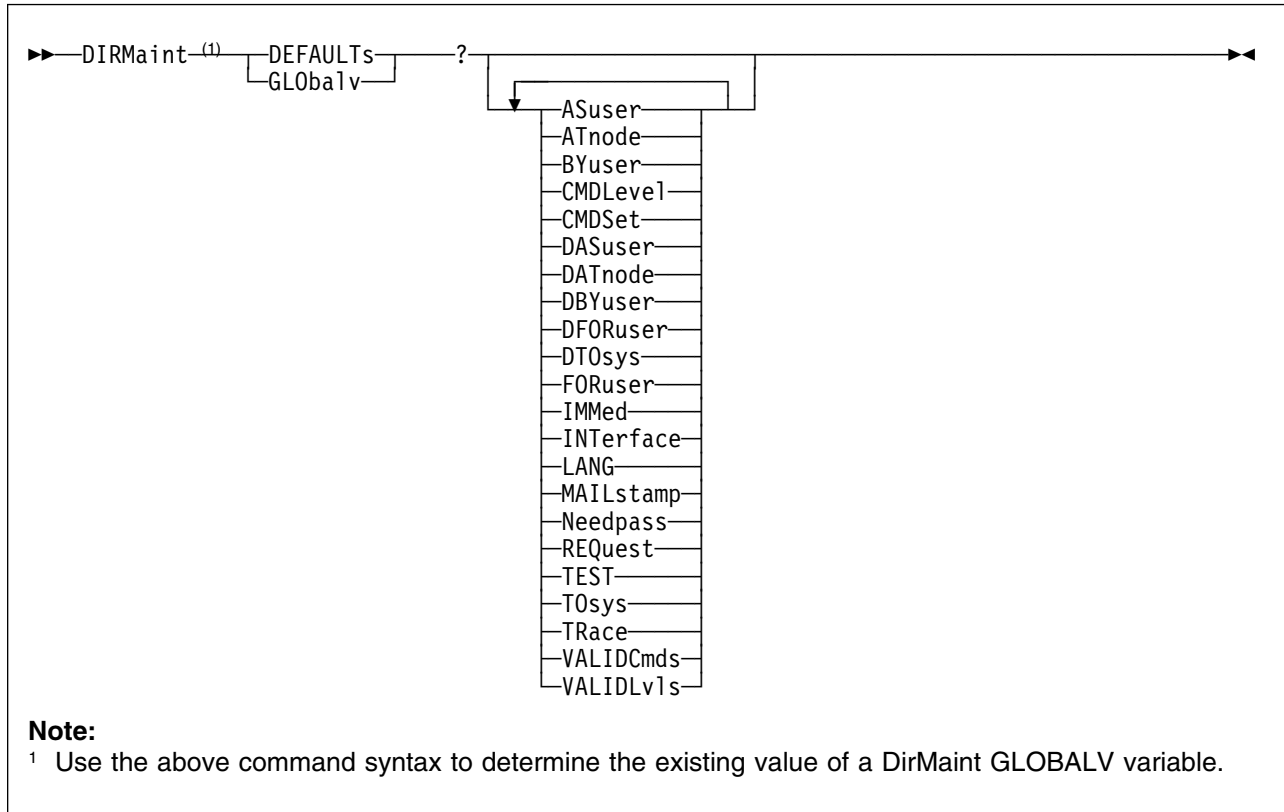 DIRMaint (1) DEFAULTs ?
GLObalv
ASuser
ATnode
BYuser
CMDLevel
CMDSet
DASuser
DATnode
DBYuser
DFORuser
DTOsys
FORuser
IMMed
INTerface
LANG
MAILstamp
Needpass
REQuest
TEST
TOsys
TRace
VALIDCmds
VALIDLvls
Note:
1 Use the above command syntax to determine the existing value of a DirMaint GLOBALV variable.